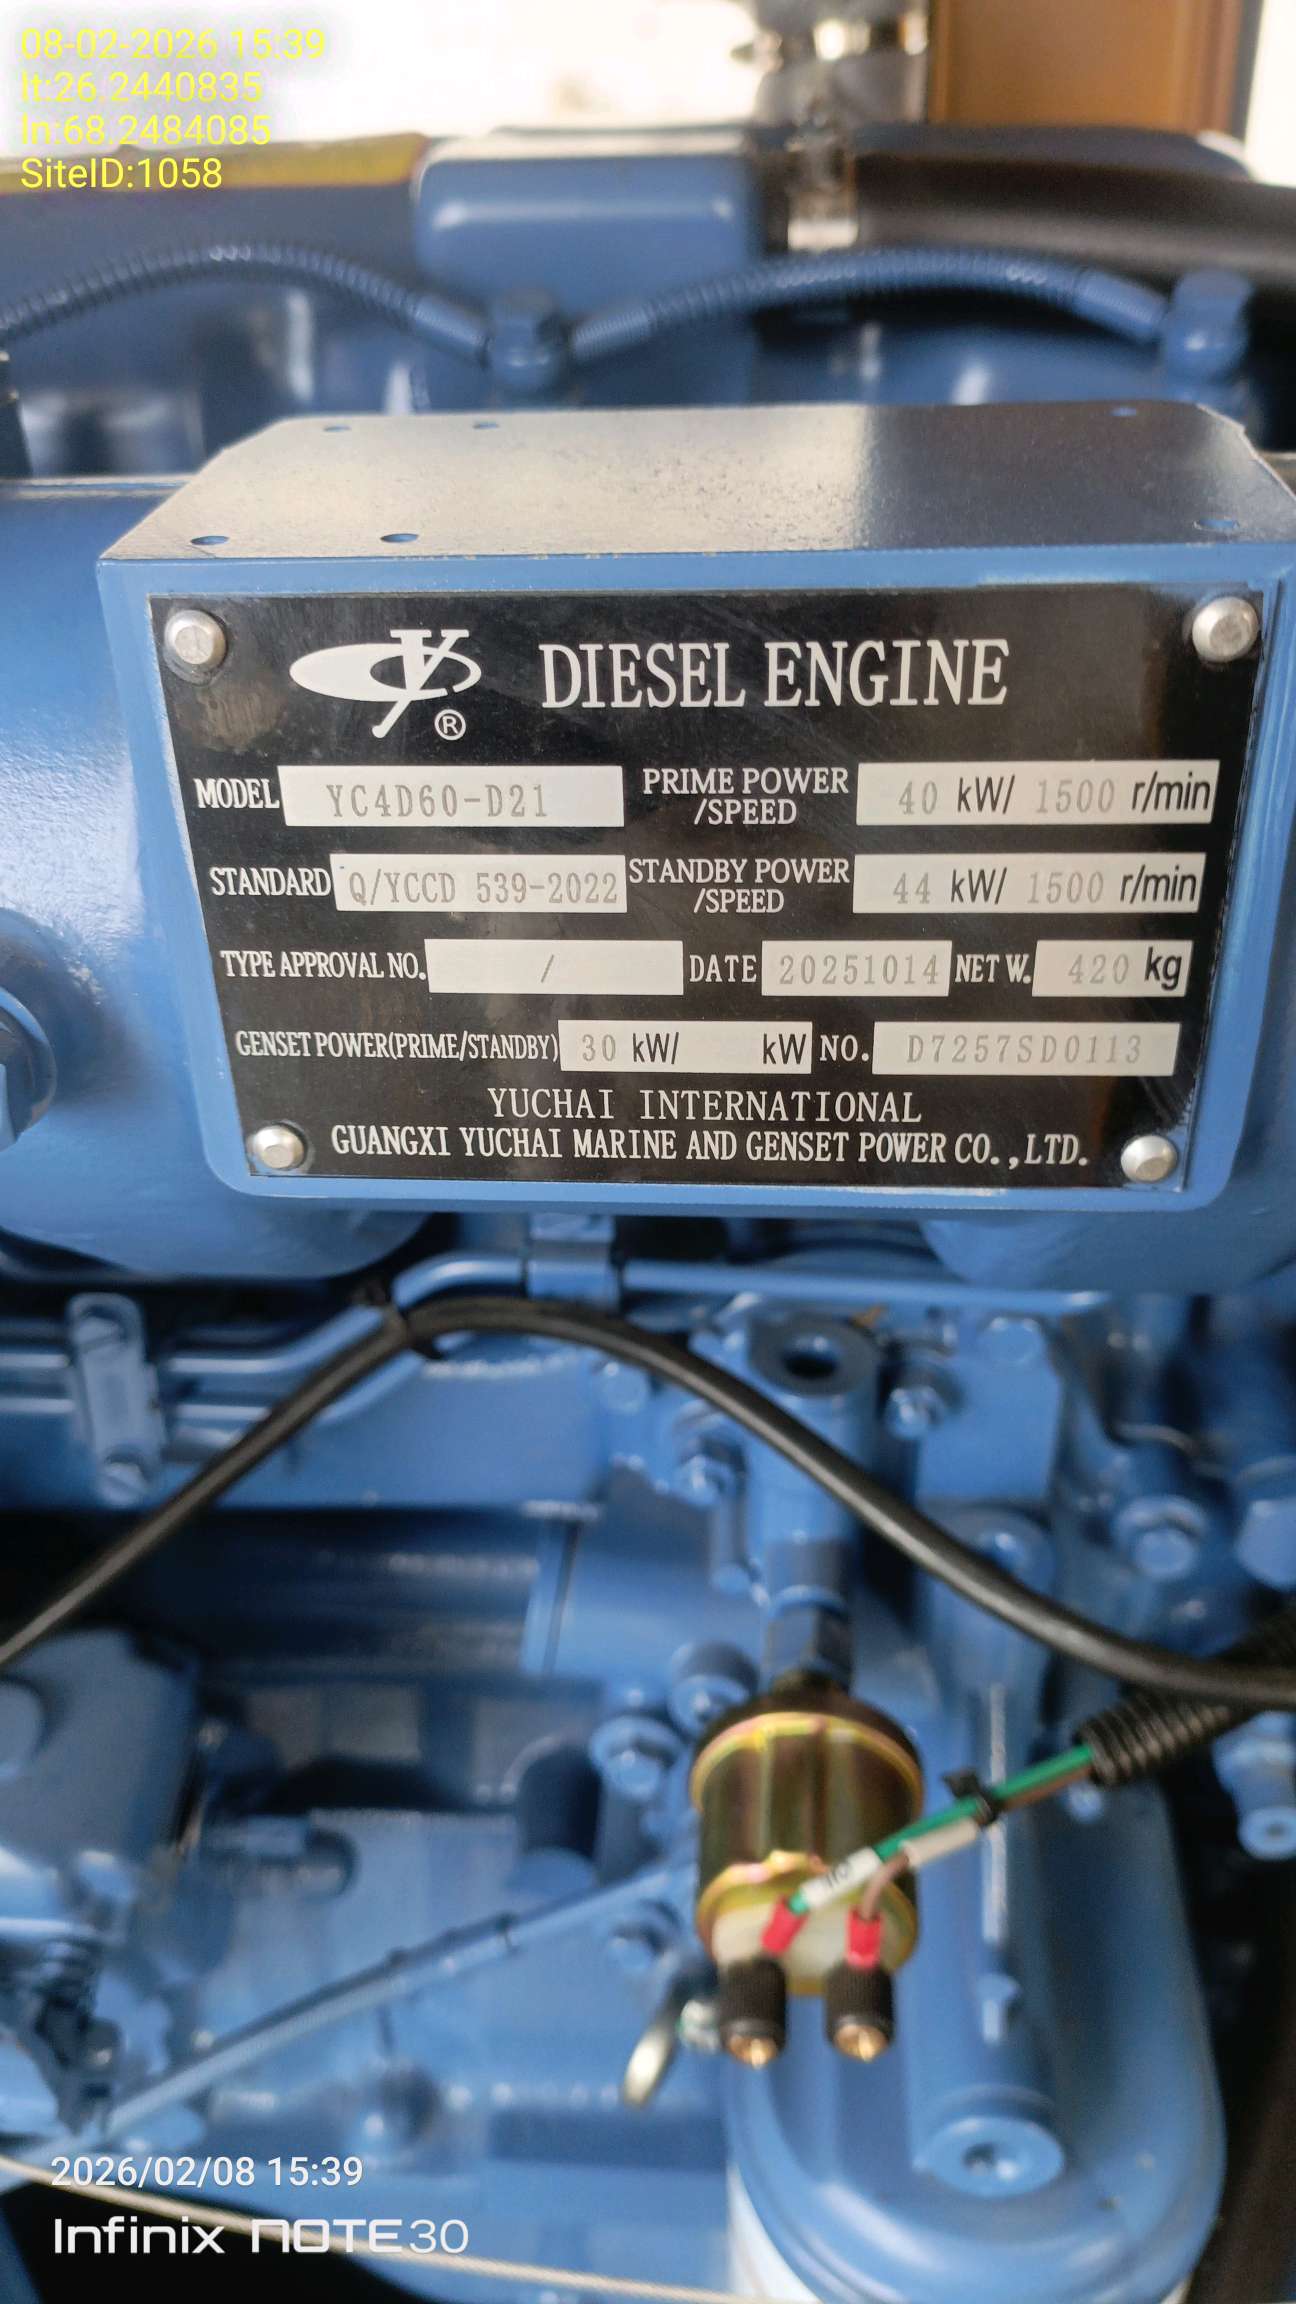 08-02-2026 15:39
lt:26.2440835
ln:68.2484085
SiteID:1058
® DIESEL ENGINE
MODEL YC4D60-D21 PRIME POWER /SPEED 40 kW/ 1500 r/min
STANDARD Q/YCCD 539-2022 STANDBY POWER /SPEED 44 kW/ 1500 r/min
TYPE APPROVAL NO. / DATE 20251014 NET W. 420 kg
GENSET POWER(PRIME/STANDBY) 30 kW/ kW NO. D7257SD0113
YUCHAI INTERNATIONAL
GUANGXI YUCHAI MARINE AND GENSET POWER CO.,LTD.
2026/02/08 15:39
Infinix NOTE 30